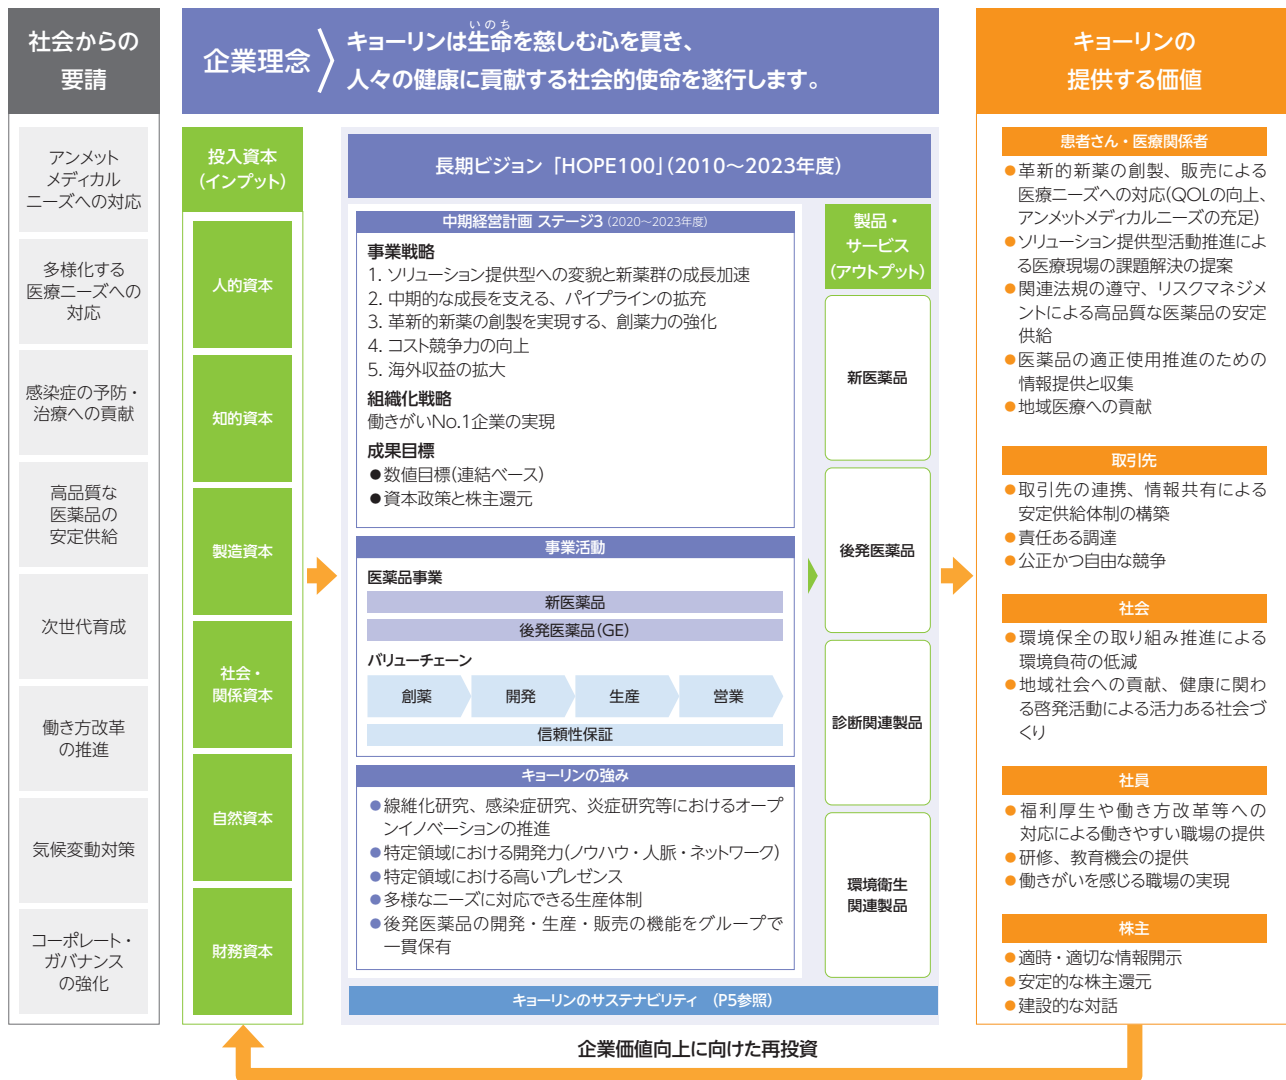 社会からの
要請
アンメット
メディカル
ニーズへの対応
多様化する
医療ニーズへの
対応
感染症の予防・
治療への貢献
高品質な
医薬品の
安定供給
次世代育成
働き方改革
の推進
気候変動対策
コーポレート・
ガバナンス
の強化
企業理念
いのち
キョーリンは生命を慈しむ心を貫き、
人々の健康に貢献する社会的使命を遂行します。
投入資本
(インプット)
人的資本
知的資本
製造資本
社会・
関係資本
自然資本
財務資本
長期ビジョン「HOPE100」(2010～2023年度)
中期経営計画 ステージ3 (2020～2023年度)
事業戦略
1. ソリューション提供型への変貌と新薬群の成長加速
2. 中期的な成長を支える、パイプラインの拡充
3. 革新的新薬の創製を実現する、創薬力の強化
4. コスト競争力の向上
5. 海外収益の拡大
組織化戦略
働きがいNo.1企業の実現
成果目標
●数値目標(連結ベース)
●資本政策と株主還元
事業活動
医薬品事業
新医薬品
後発医薬品(GE)
バリューチェーン
創薬
開発
生産
営業
信頼性保証
キョーリンの強み
●線維化研究、感染症研究、炎症研究等におけるオープ
ンイノベーションの推進
●特定領域における開発力(ノウハウ・人脈・ネットワーク)
●特定領域における高いプレゼンス
●多様なニーズに対応できる生産体制
●後発医薬品の開発・生産・販売の機能をグループで
一貫保有
製品・
サービス
(アウトプット)
新医薬品
後発医薬品
診断関連製品
環境衛生
関連製品
キョーリンのサステナビリティ (P5参照)
キョーリンの
提供する価値
患者さん・医療関係者
●革新的新薬の創製、販売による
医療ニーズへの対応(QOLの向上、
アンメットメディカルニーズの充足)
●ソリューション提供型活動推進によ
る医療現場の課題解決の提案
●関連法規の遵守、リスクマネジメ
ントによる高品質な医薬品の安定
供給
●医薬品の適正使用推進のための
情報提供と収集
●地域医療への貢献
取引先
●取引先の連携、情報共有による
安定供給体制の構築
●責任ある調達
●公正かつ自由な競争
社会
●環境保全の取り組み推進による
環境負荷の低減
●地域社会への貢献、健康に関わ
る啓発活動による活力ある社会づ
くり
社員
●福利厚生や働き方改革等への
対応による働きやすい職場の提供
●研修、教育機会の提供
●働きがいを感じる職場の実現
株主
●適時・適切な情報開示
●安定的な株主還元
●建設的な対話
企業価値向上に向けた再投資